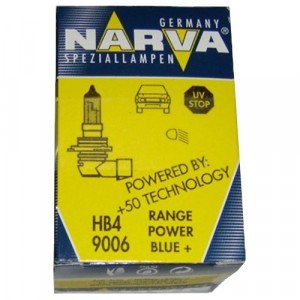 GERMANY
NARVA®
SPEZIALLAMPEN
UV
STOP
POWERED BY:
+50 TECHNOLOGY
HB4
9006
RANGE
POWER
BLUE +